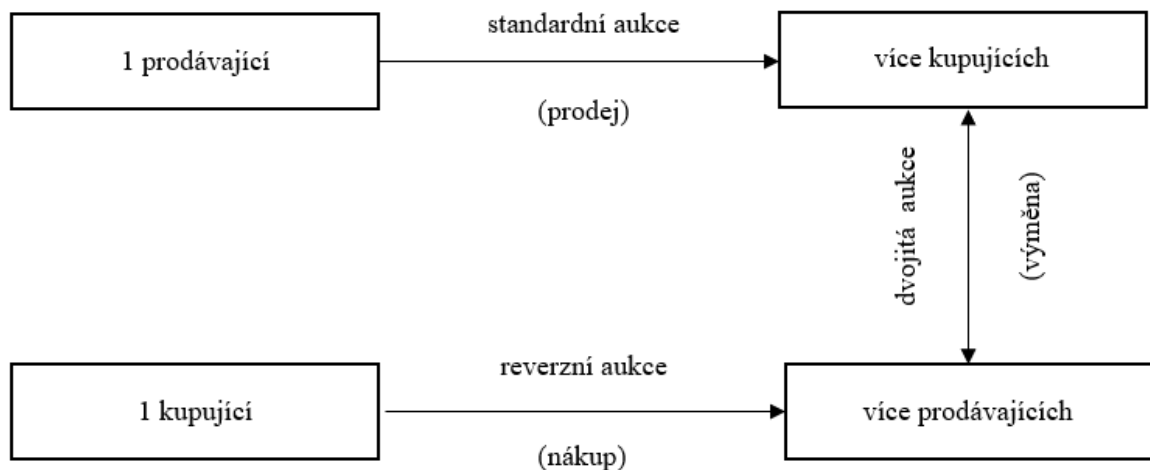 standardní aukce
1 prodávající
více kupujících
(prodej)
dvojitá aukce
(výměna)
reverzní aukce
1 kupující
více prodávajících
(nákup)